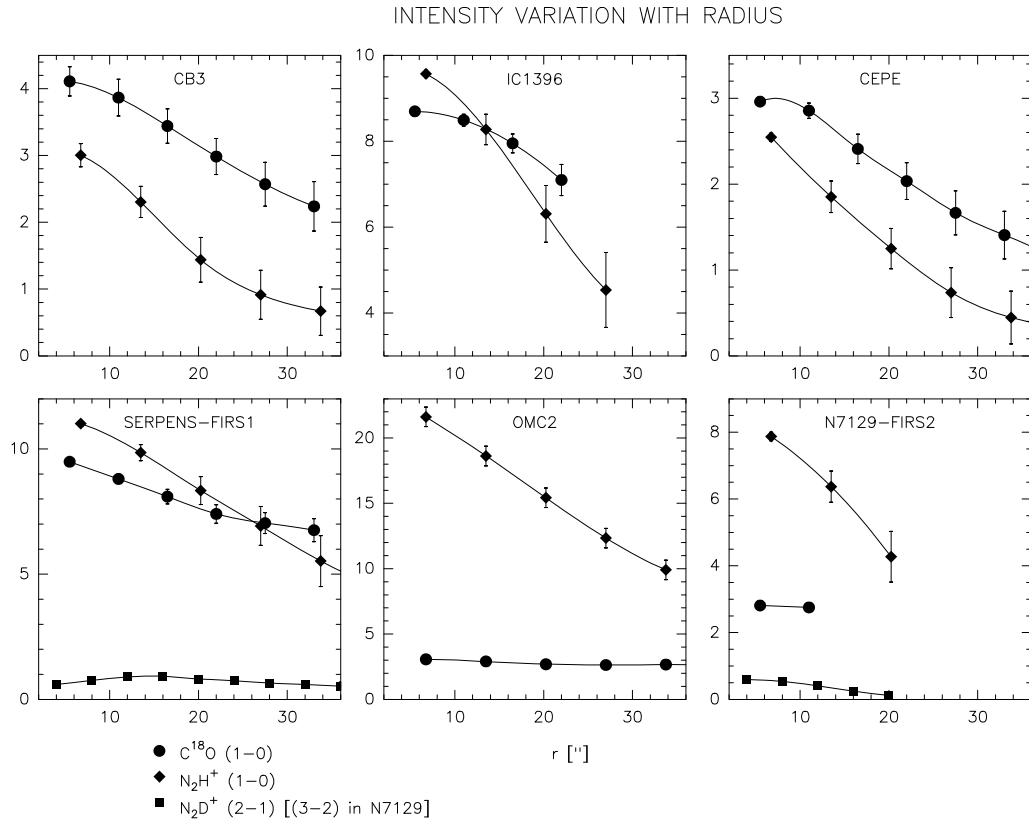 INTENSITY VARIATION WITH RADIUS
CB3
IC1396
CEPE
4
3
2
1
0
10
8
6
4
3
2
1
0
10 20 30
10 20 30
10 20 30
SERPENS-FIRS1
OMC2
N7129-FIRS2
10
5
0
20
15
10
5
0
8
6
4
2
0
10 20 30
10 20 30
10 20 30
r ["]
C¹⁸O (1-0)
N₂H⁺ (1-0)
N₂D⁺ (2-1) [(3-2) in N7129]